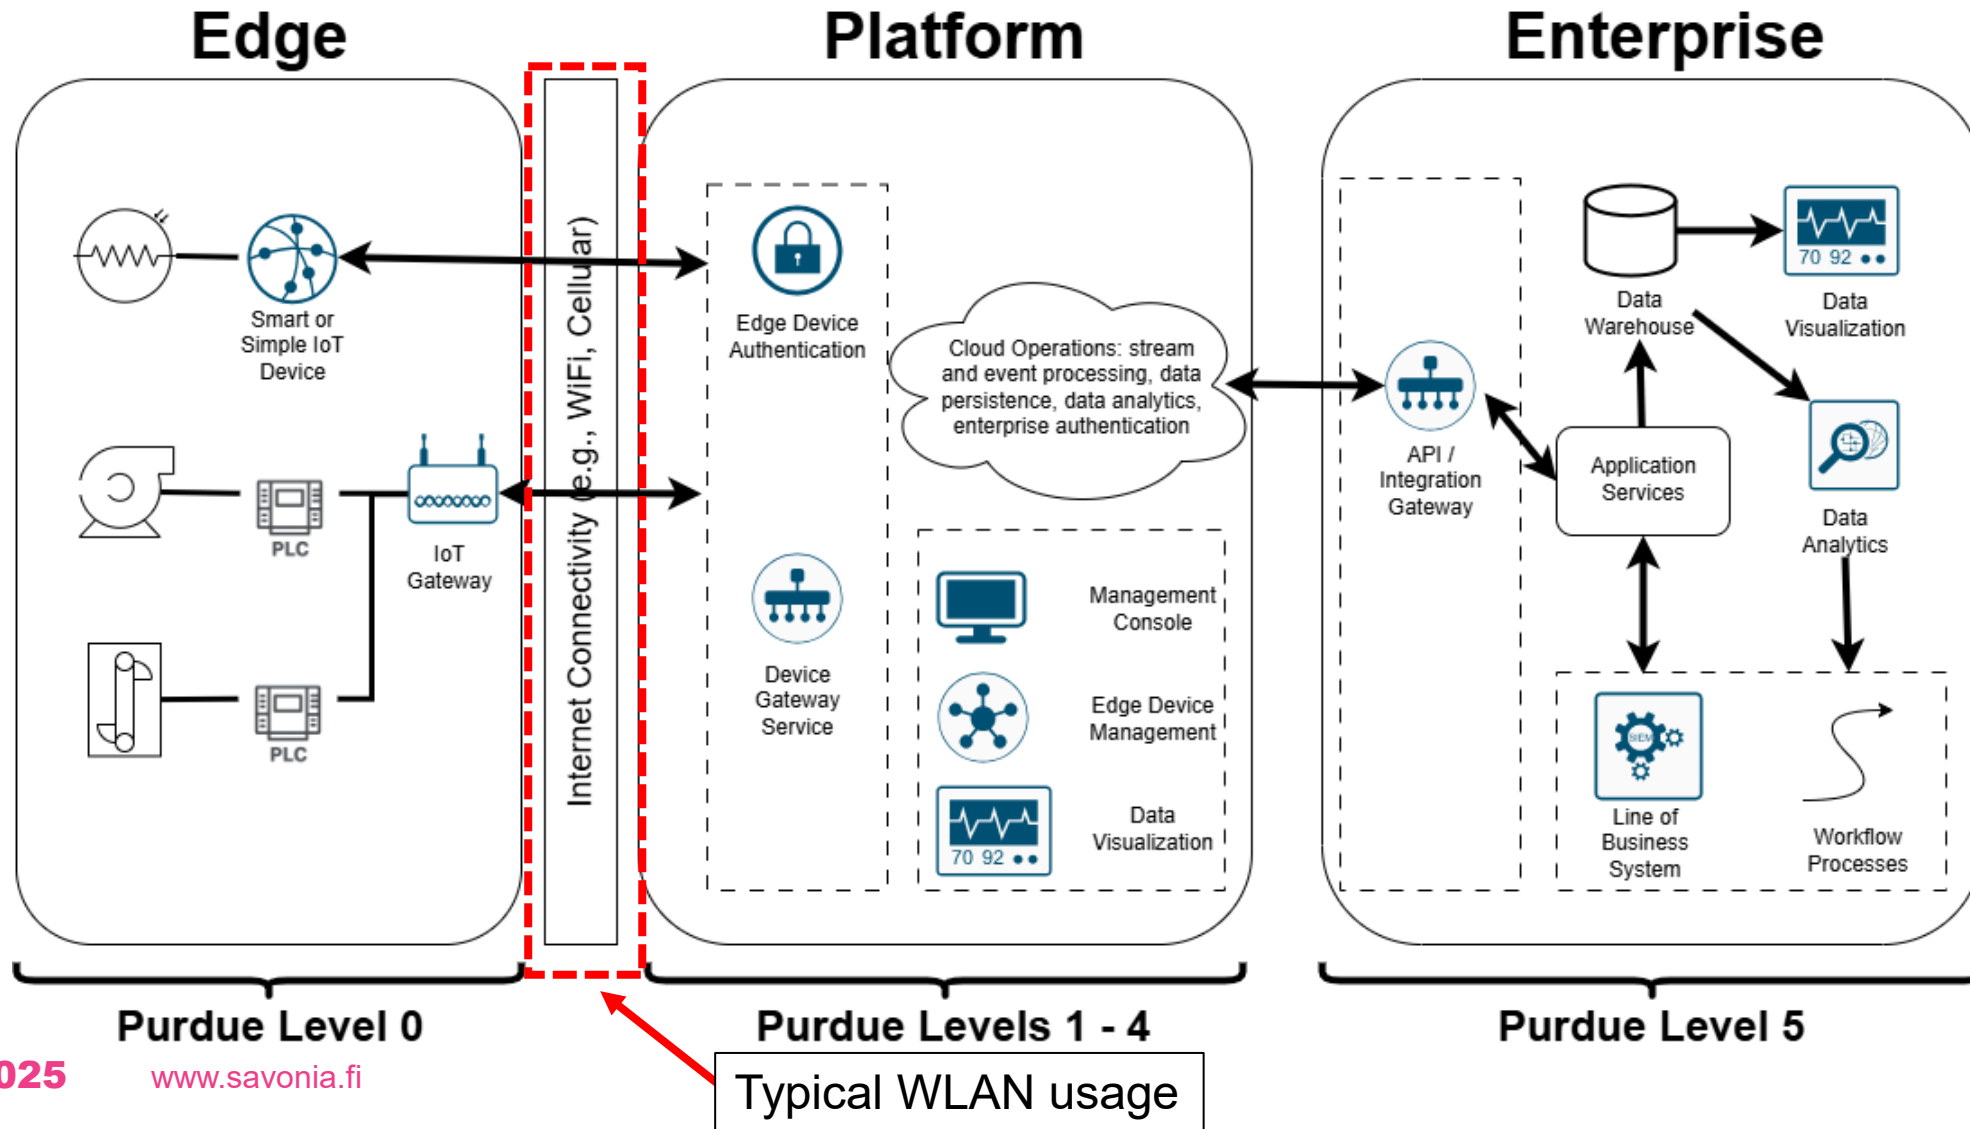 Edge
Platform
Enterprise
Smart or
Simple IoT
Device
PLC
IoT
Gateway
PLC
Internet Connectivity (e.g., WiFi, Cellular)
Edge Device
Authentication
Device
Gateway
Service
Cloud Operations: stream
and event processing, data
persistence, data analytics,
enterprise authentication
Management
Console
Edge Device
Management
70 92
Data
Visualization
API /
Integration
Gateway
Data
Warehouse
70 92
Data
Visualization
Application
Services
Data
Analytics
SIEM
Line of
Business
System
Workflow
Processes
Purdue Level 0
Purdue Levels 1 - 4
Purdue Level 5
025
www.savonia.fi
Typical WLAN usage